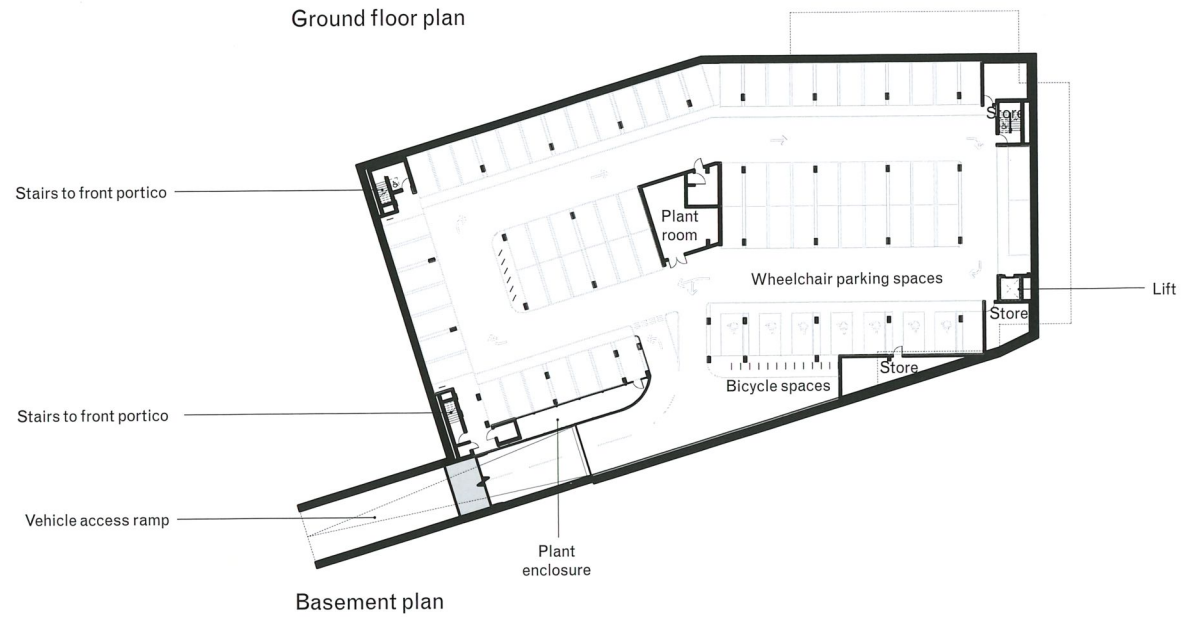 Ground floor plan
Store
Stairs to front portico
Plant
room
Wheelchair parking spaces
Lift
Store
Store
Bicycle spaces
Stairs to front portico
Vehicle access ramp
Plant
enclosure
Basement plan